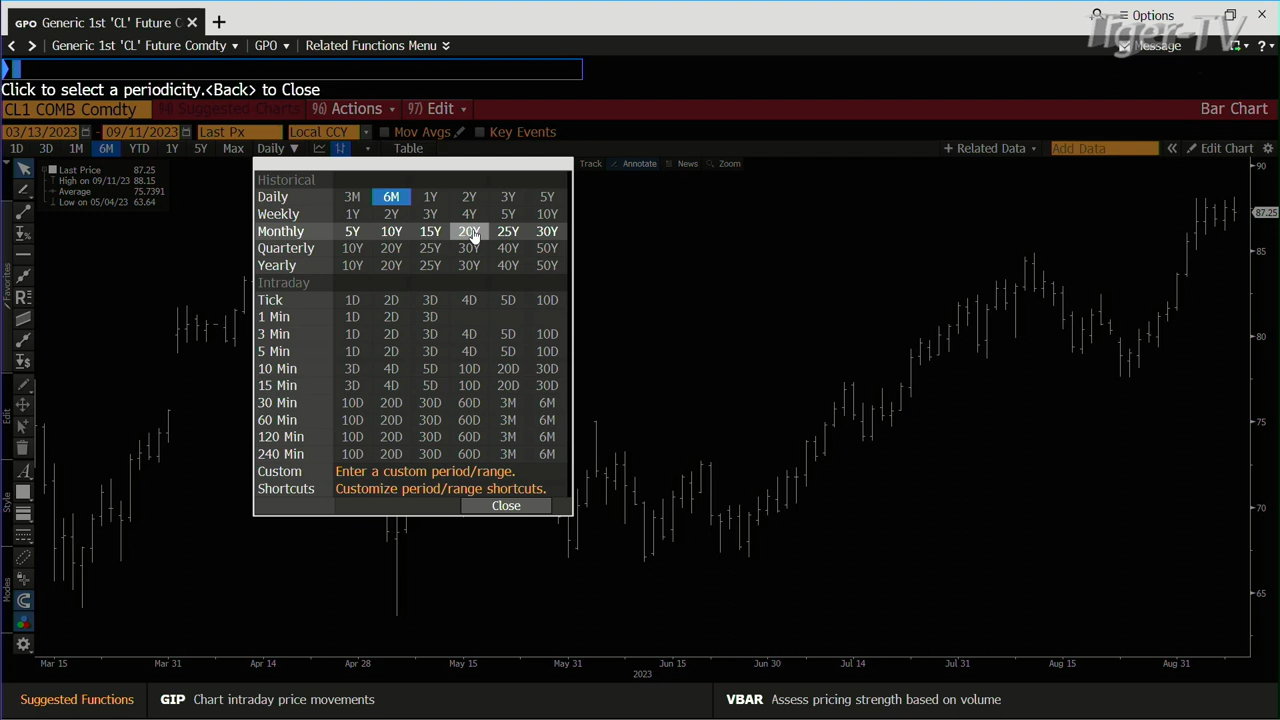 GPO Generic 1st 'CL' Future C × +
Options
Tiger-TV
Generic 1st 'CL' Future Comdty GPO Related Functions Menu
Message ?
Click to select a periodicity.<Back> to Close
CL1 COMB Comdty 94) Suggested Charts 96) Actions 97) Edit Bar Chart
03/13/2023 - 09/11/2023 Last Px Local CCY Mov Avgs Key Events
1D 3D 1M 6M YTD 1Y 5Y Max Daily ▼ Table + Related Data Add Data « Edit Chart
Track Annotate News Zoom
Last Price 87.25
High on 09/11/23 88.15
Average 75.7391
Low on 05/04/23 63.64
Historical
Daily 3M 6M 1Y 2Y 3Y 5Y
Weekly 1Y 2Y 3Y 4Y 5Y 10Y
Monthly 5Y 10Y 15Y 20Y 25Y 30Y
Quarterly 10Y 20Y 25Y 30Y 40Y 50Y
Yearly 10Y 20Y 25Y 30Y 40Y 50Y
Intraday
Tick 1D 2D 3D 4D 5D 10D
1 Min 1D 2D 3D
3 Min 1D 2D 3D 4D 5D 10D
5 Min 1D 2D 3D 4D 5D 10D
10 Min 3D 4D 5D 10D 20D 30D
15 Min 3D 4D 5D 10D 20D 30D
30 Min 10D 20D 30D 60D 3M 6M
60 Min 10D 20D 30D 60D 3M 6M
120 Min 10D 20D 30D 60D 3M 6M
240 Min 10D 20D 30D 60D 3M 6M
Custom Enter a custom period/range.
Shortcuts Customize period/range shortcuts.
Close
Favorites
Edit
Style
Modes
90
87.25
85
80
75
70
65
Mar 15 Mar 31 Apr 14 Apr 28 May 15 May 31 Jun 15 Jun 30 Jul 14 Jul 31 Aug 15 Aug 31
2023
Suggested Functions GIP Chart intraday price movements VBAR Assess pricing strength based on volume